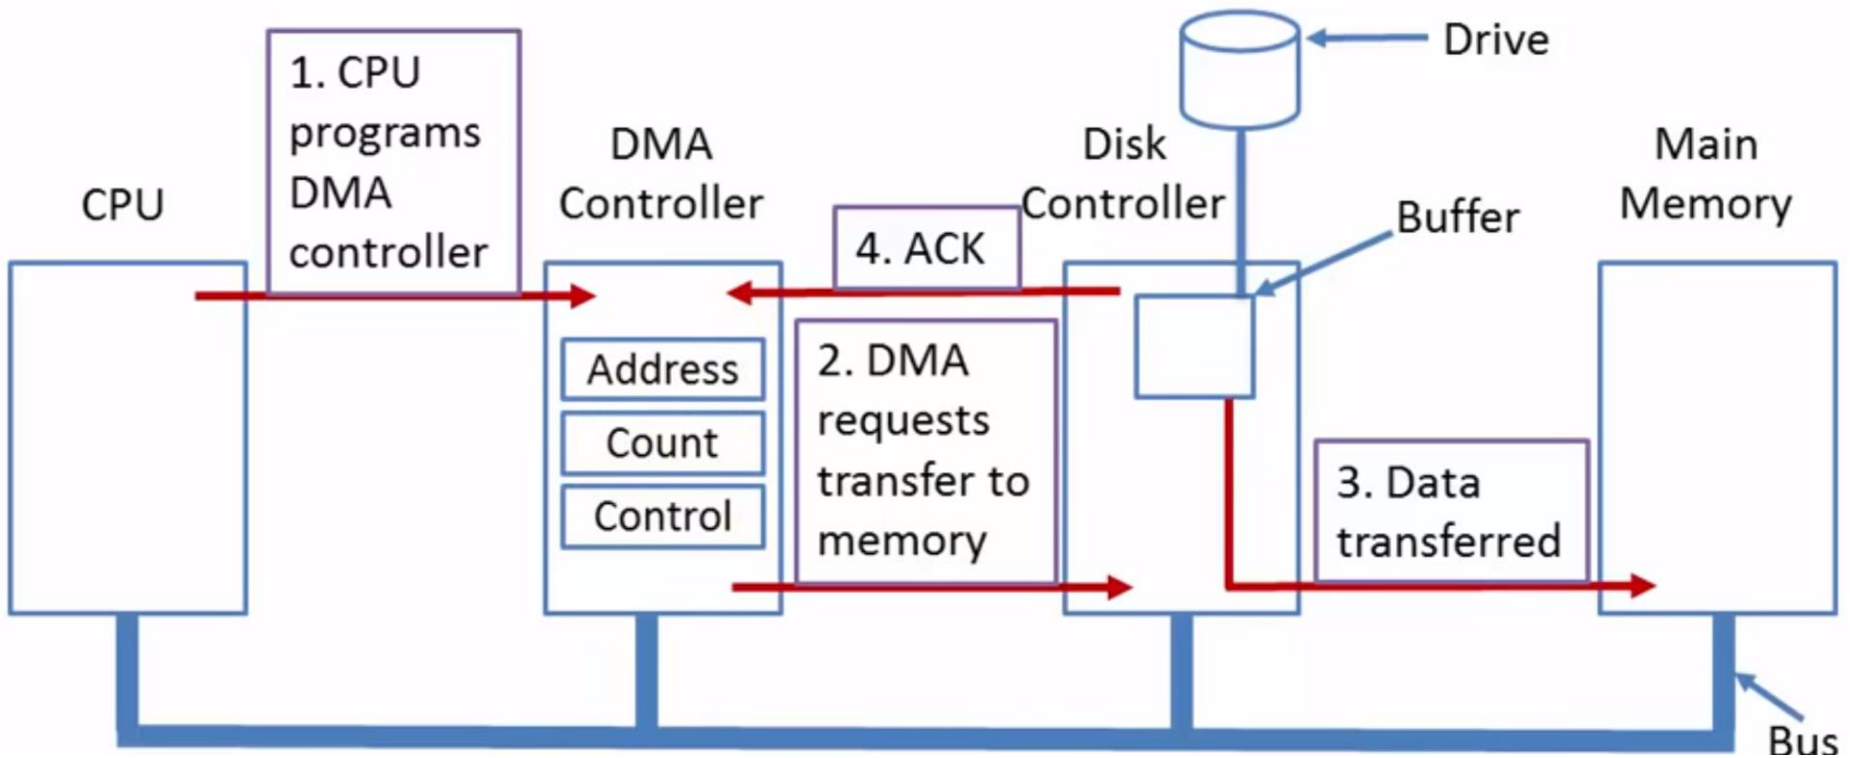 CPU
1. CPU
programs
DMA
controller
DMA
Controller
Address
Count
Control
4. ACK
2. DMA
requests
transfer to
memory
Disk
Controller
Drive
Buffer
3. Data
transferred
Main
Memory
Bus